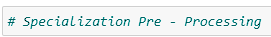 # Specialization Pre - Processing